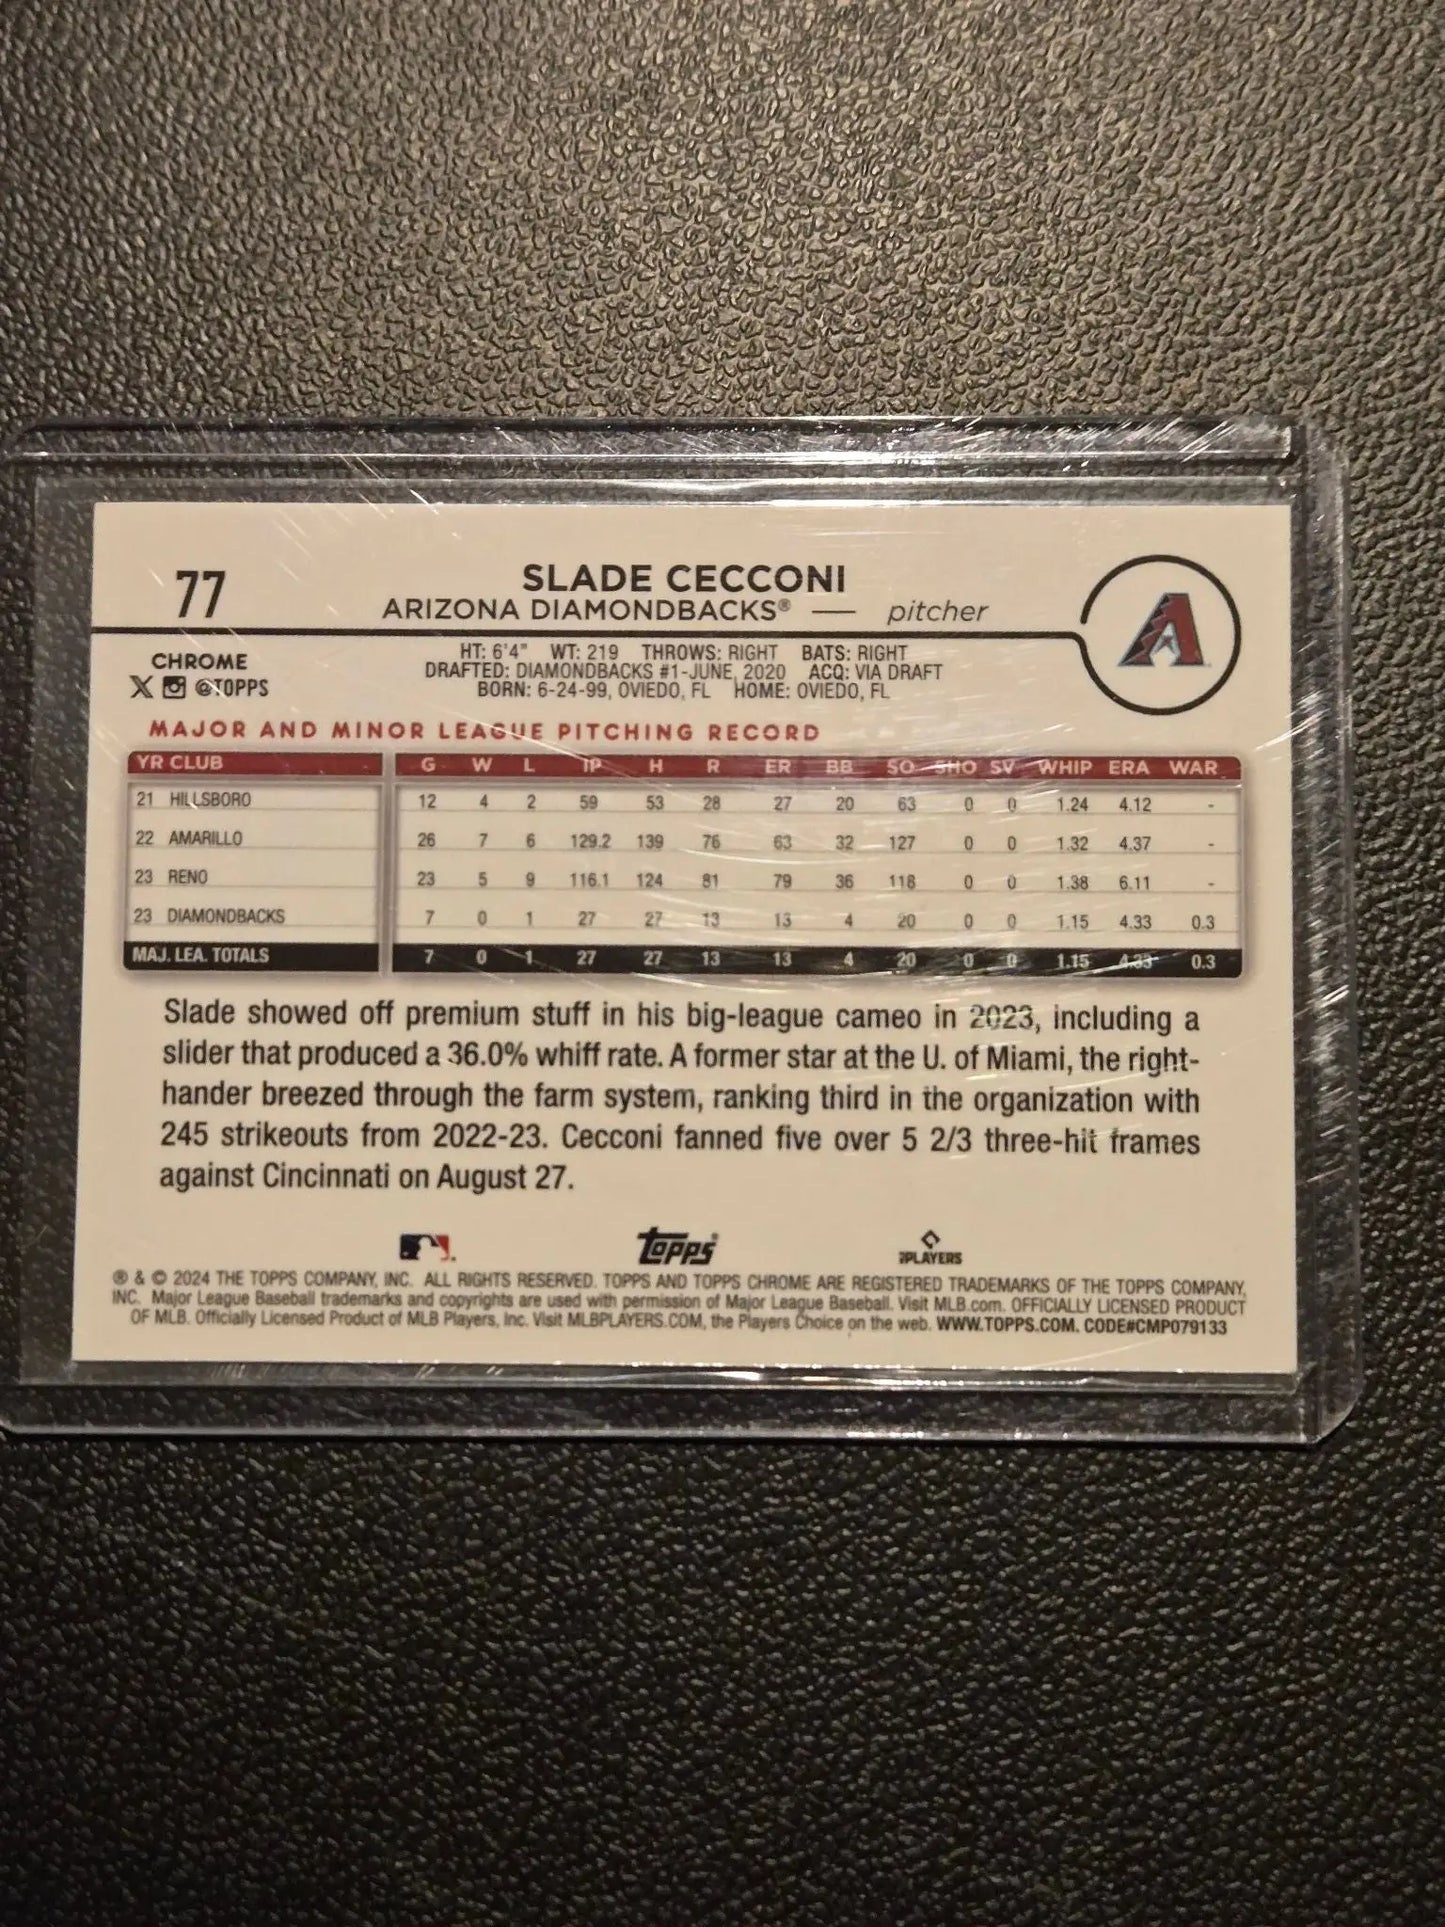 77
SLADE CECCONI
ARIZONA DIAMONDBACKS® — pitcher
CHROME
@TOPPS
HT: 6'4" WT: 219 THROWS: RIGHT BATS: RIGHT
DRAFTED: DIAMONDBACKS #1-JUNE, 2020 ACQ: VIA DRAFT
BORN: 6-24-99, OVIEDO, FL HOME: OVIEDO, FL
MAJOR AND MINOR LEAGUE PITCHING RECORD
YR CLUB G W L IP H R ER BB SO SHO SV WHIP ERA WAR
21 HILLSBORO 12 4 2 59 53 28 27 20 63 0 0 1.24 4.12 -
22 AMARILLO 26 7 6 129.2 139 76 63 32 127 0 0 1.32 4.37 -
23 RENO 23 5 9 116.1 124 81 79 36 118 0 0 1.38 6.11 -
23 DIAMONDBACKS 7 0 1 27 27 13 13 4 20 0 0 1.15 4.33 0.3
MAJ. LEA. TOTALS 7 0 1 27 27 13 13 4 20 0 0 1.15 4.33 0.3
Slade showed off premium stuff in his big-league cameo in 2023, including a
slider that produced a 36.0% whiff rate. A former star at the U. of Miami, the right-
hander breezed through the farm system, ranking third in the organization with
245 strikeouts from 2022-23. Cecconi fanned five over 5 2/3 three-hit frames
against Cincinnati on August 27.
topps®
PLAYERS
® & © 2024 THE TOPPS COMPANY, INC. ALL RIGHTS RESERVED. TOPPS AND TOPPS CHROME ARE REGISTERED TRADEMARKS OF THE TOPPS COMPANY,
INC. Major League Baseball trademarks and copyrights are used with permission of Major League Baseball. Visit MLB.com. OFFICIALLY LICENSED PRODUCT
OF MLB. Officially Licensed Product of MLB Players, Inc. Visit MLBPLAYERS.COM, the Players Choice on the web. WWW.TOPPS.COM. CODE#CMP079133